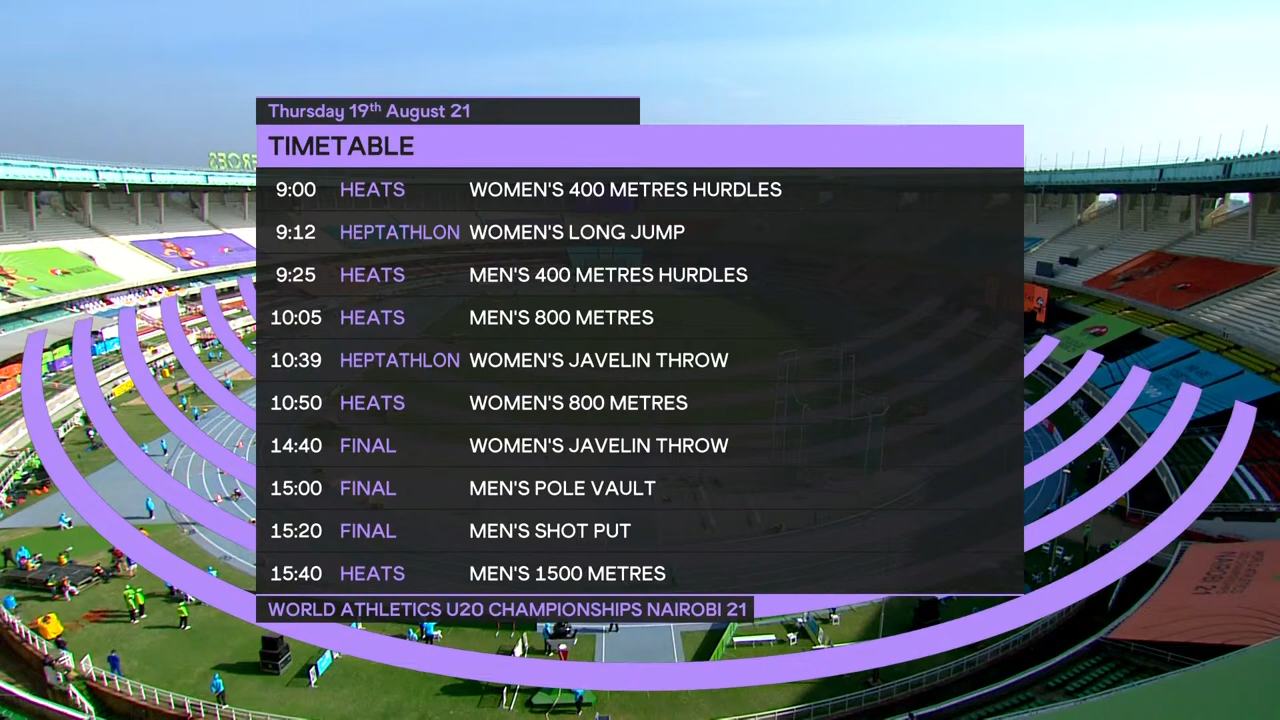 Thursday 19th August 21
TIMETABLE
9:00 HEATS WOMEN'S 400 METRES HURDLES
9:12 HEPTATHLON WOMEN'S LONG JUMP
9:25 HEATS MEN'S 400 METRES HURDLES
10:05 HEATS MEN'S 800 METRES
10:39 HEPTATHLON WOMEN'S JAVELIN THROW
10:50 HEATS WOMEN'S 800 METRES
14:40 FINAL WOMEN'S JAVELIN THROW
15:00 FINAL MEN'S POLE VAULT
15:20 FINAL MEN'S SHOT PUT
15:40 HEATS MEN'S 1500 METRES
WORLD ATHLETICS U20 CHAMPIONSHIPS NAIROBI 21
NAIROBI 21